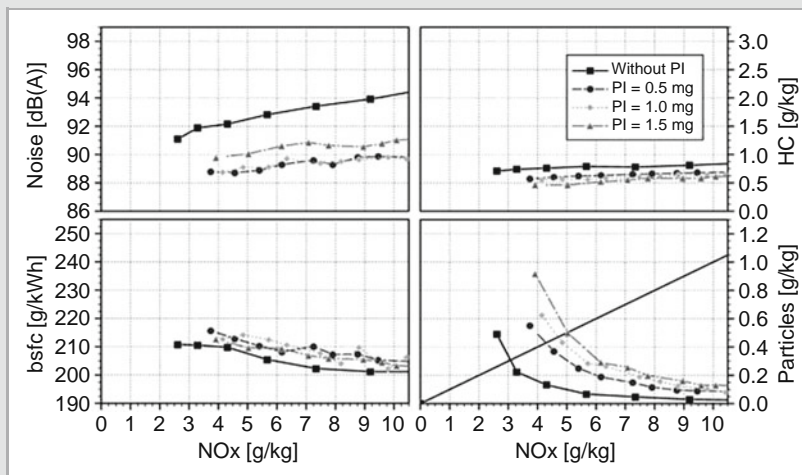 98
96
94
92
90
88
86
Noise [dB(A)]
Without PI
PI = 0.5 mg
PI = 1.0 mg
PI = 1.5 mg
3.0
2.5
2.0
1.5
1.0
0.5
0.0
HC [g/kg]
250
240
230
220
210
200
190
bsfc [g/kWh]
1.2
1.0
0.8
0.6
0.4
0.2
0.0
Particles [g/kg]
0 1 2 3 4 5 6 7 8 9 10
NOx [g/kg]
0 1 2 3 4 5 6 7 8 9 10
NOx [g/kg]